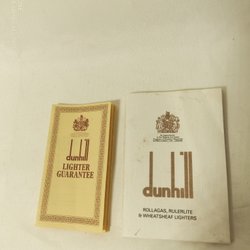 dunhill
LIGHTER
GUARANTEE
dunhill
ROLLAGAS, RULERLITE
& WHEATSHEAF LIGHTERS